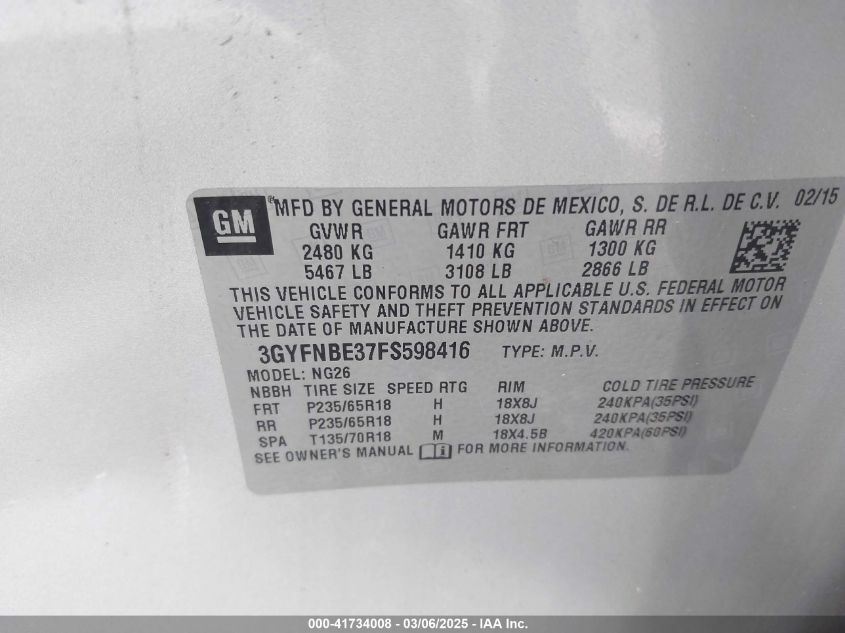 GM ® MFD BY GENERAL MOTORS DE MEXICO, S. DE R.L. DE C.V. 02/15
GVWR GAWR FRT GAWR RR
2480 KG 1410 KG 1300 KG
5467 LB 3108 LB 2866 LB
THIS VEHICLE CONFORMS TO ALL APPLICABLE U.S. FEDERAL MOTOR
VEHICLE SAFETY AND THEFT PREVENTION STANDARDS IN EFFECT ON
THE DATE OF MANUFACTURE SHOWN ABOVE.
3GYFNBE37FS598416 TYPE: M.P.V.
MODEL: NG26
NBBH TIRE SIZE SPEED RTG RIM COLD TIRE PRESSURE
FRT P235/65R18 H 18X8J 240KPA(35PSI)
RR P235/65R18 H 18X8J 240KPA(35PSI)
SPA T135/70R18 M 18X4.5B 420KPA(60PSI)
SEE OWNER'S MANUAL FOR MORE INFORMATION.
000-41734008 - 03/06/2025 - IAA Inc.